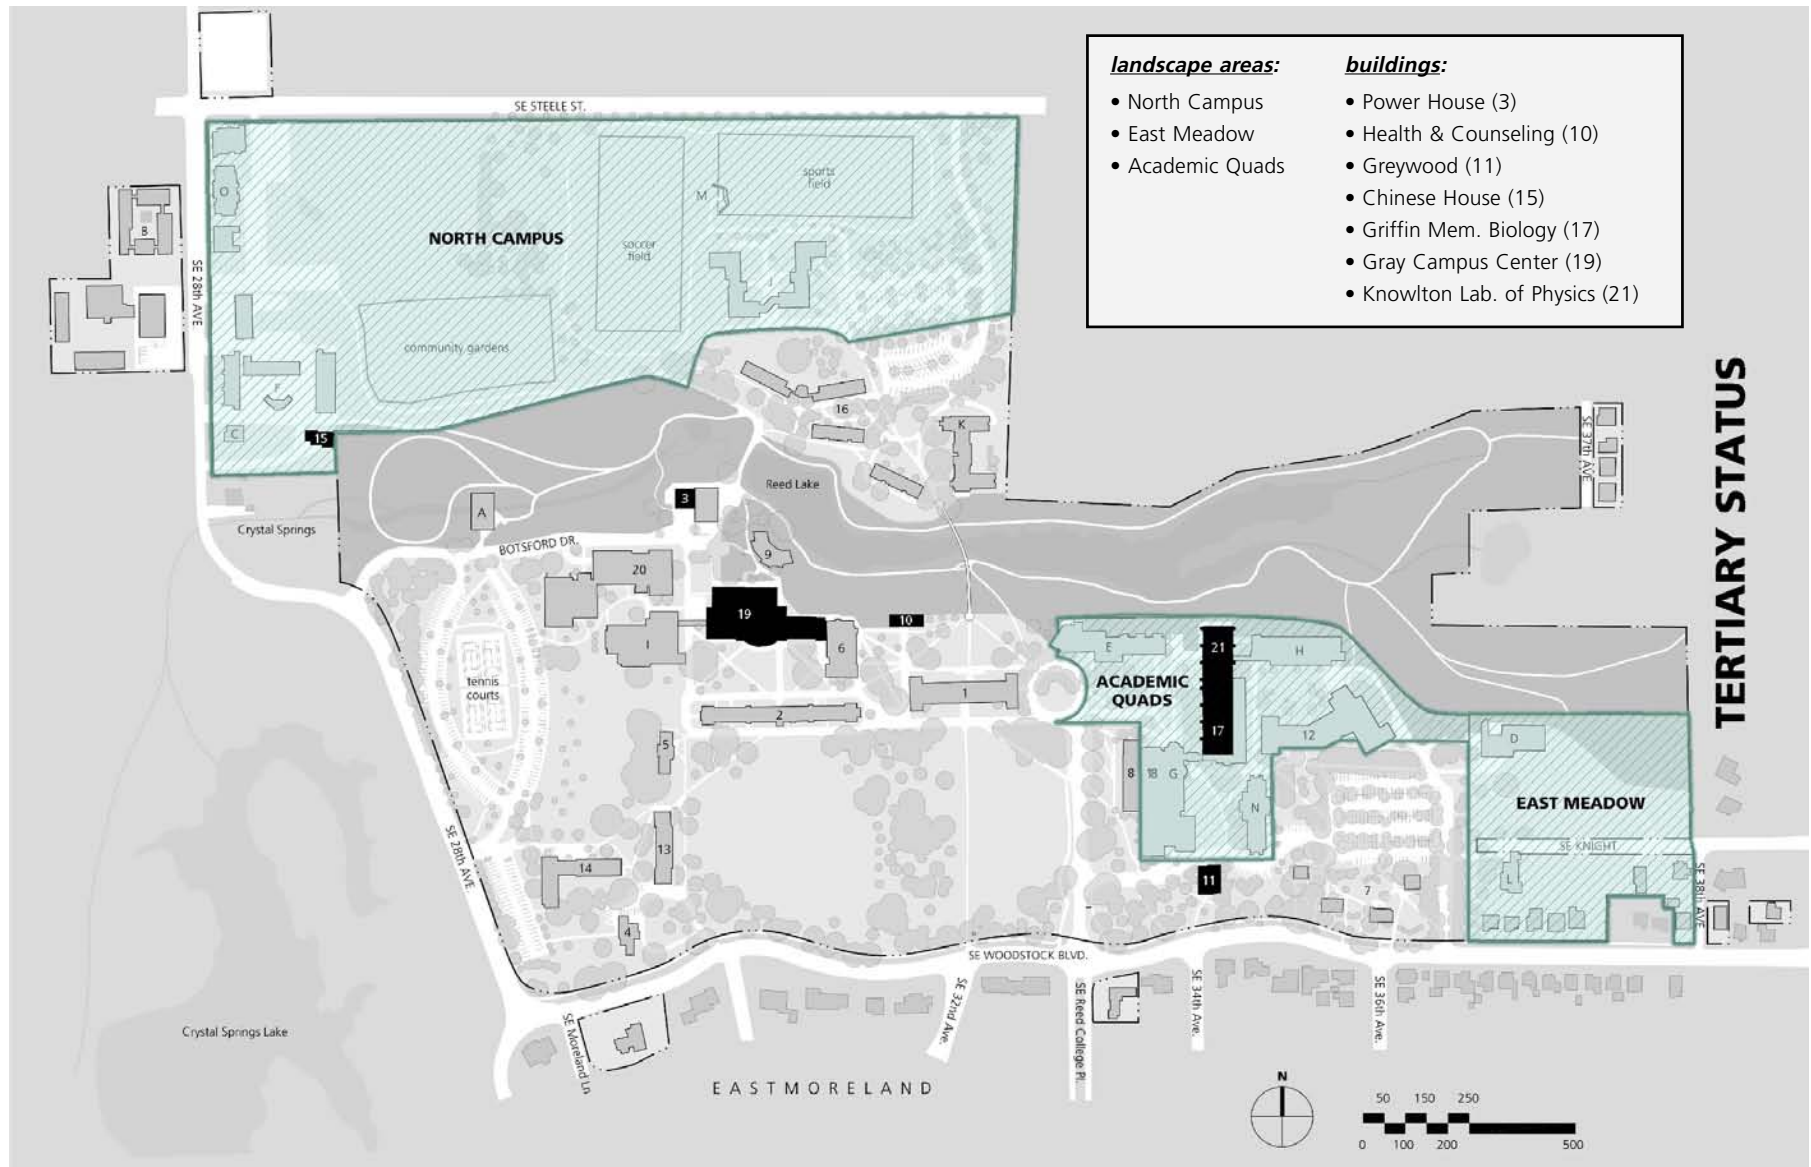 landscape areas:
• North Campus
• East Meadow
• Academic Quads
buildings:
• Power House (3)
• Health & Counseling (10)
• Greywood (11)
• Chinese House (15)
• Griffin Mem. Biology (17)
• Gray Campus Center (19)
• Knowlton Lab. of Physics (21)
TERTIARY STATUS
SE STEELE ST.
SE 28th AVE
O
B
NORTH CAMPUS
M
sports
field
soccer
field
J
community gardens
F
C
15
16
K
SE 37th AVE
Reed Lake
3
A
Crystal Springs
BOTSFORD DR.
9
20
19
10
I
6
tennis
courts
1
2
5
E
21
H
ACADEMIC
QUADS
17
12
D
8
18
G
N
EAST MEADOW
SE KNIGHT
L
SE 38th AVE
13
14
4
11
7
SE 28th AVE
SE WOODSTOCK BLVD.
SE Moreland Ln
SE 32nd Ave.
SE Reed College Pl.
SE 34th Ave.
SE 36th Ave.
Crystal Springs Lake
EASTMORELAND
N
50 150 250
0 100 200 500